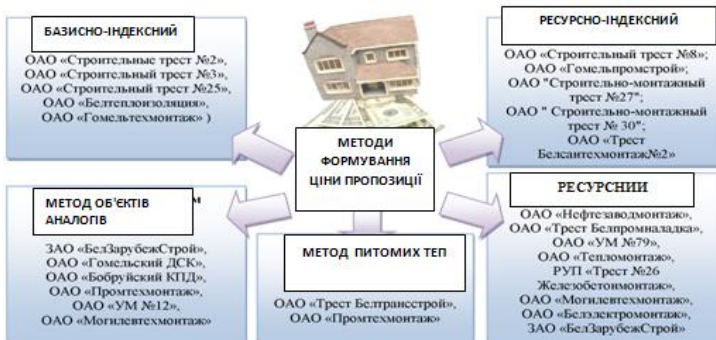 БАЗИСНО-ІНДЕКСНИЙ
ОАО «Строительные трест №2»,
ОАО «Строительный трест №3»,
ОАО «Строительный трест №25»,
ОАО «Белтеплоизоляция»,
ОАО «Гомельтехмонтаж» )
РЕСУРСНО-ІНДЕКСНИЙ
ОАО «Строительный трест №8»;
ОАО «Гомельпромстрой»;
ОАО "Строительно-монтажный
трест №27";
ОАО " Строительно-монтажный
трест № 30";
ОАО «Трест
Белсантехмонтаж№2»
МЕТОДИ
ФОРМУВАННЯ
ЦІНИ ПРОПОЗИЦІЇ
МЕТОД ОБ'ЄКТІВ
АНАЛОГІВ
ЗАО «БелЗарубежСтрой»,
ОАО «Гомельский ДСК»,
ОАО «Бобруйский КПД»,
ОАО «Промтехмонтаж»,
ОАО «УМ №12»,
ОАО «Могилевтехмонтаж»
МЕТОД ПИТОМИХ ТЕП
ОАО «Трест Белтрансстрой»,
ОАО «Промтехмонтаж»
РЕСУРСНИИ
ОАО «Нефтезаводмонтаж»,
ОАО «Трест Белпромналадка»,
ОАО «УМ №79»,
ОАО «Тепломонтаж»,
РУП «Трест №26
Железобетонмонтаж»,
ОАО «Могилевтехмонтаж»,
ОАО «Белэлектромонтаж»,
ЗАО «БелЗарубежСтрой»